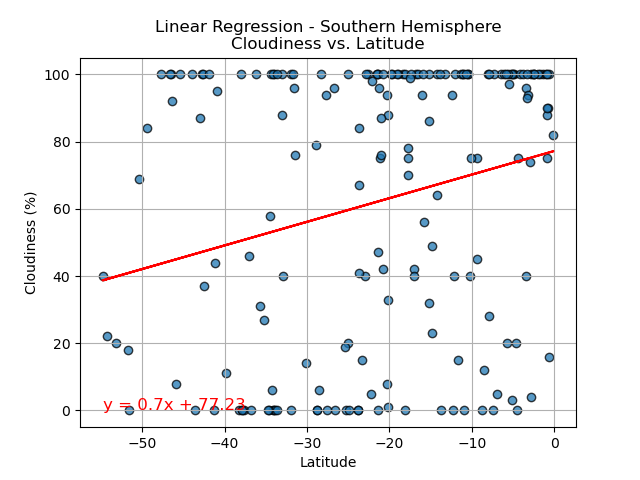 Linear Regression - Southern Hemisphere
Cloudiness vs. Latitude
Cloudiness (%)
100
80
60
40
20
0
y = 0.7x + 77.23
−50
−40
−30
−20
−10
0
Latitude